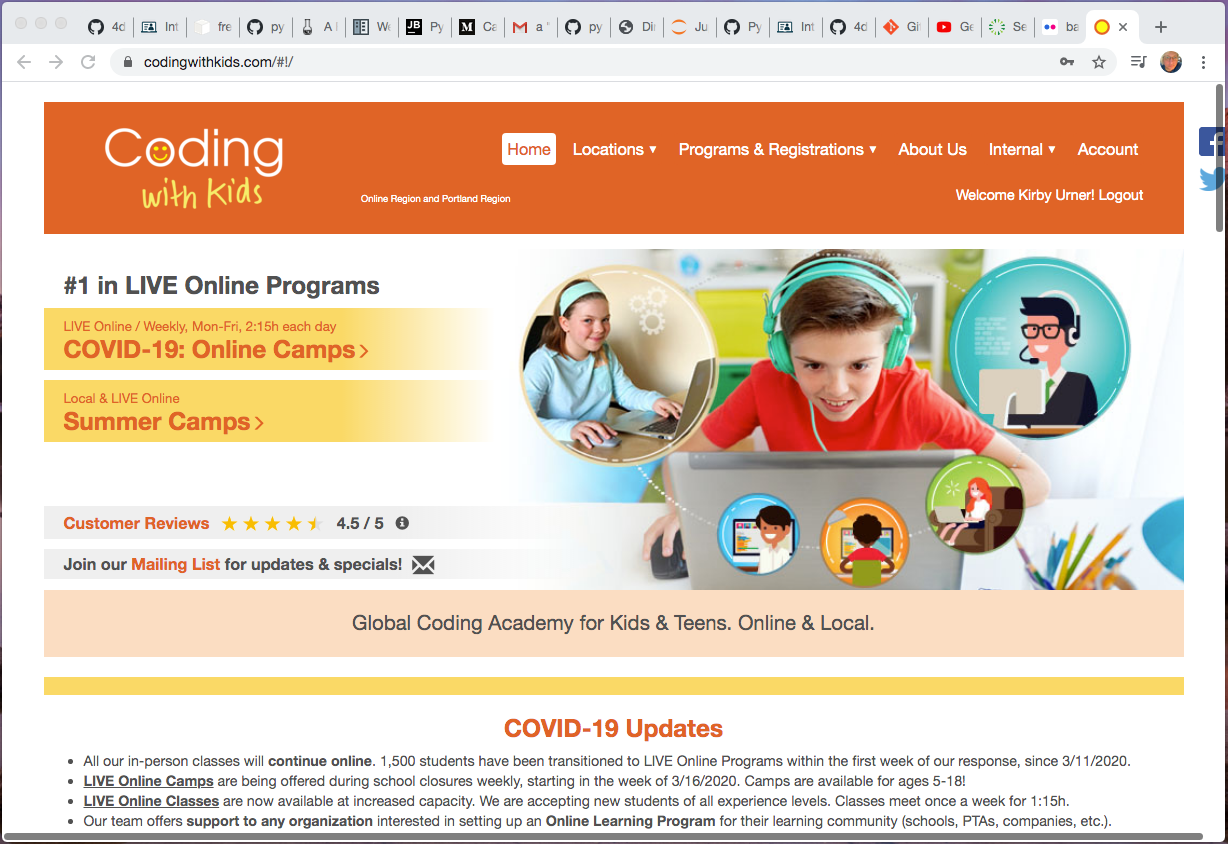 4d
Int
fre
py
A
W
Py
Ca
a "
py
Di
Ju
Py
Int
4d
Gi
Ge
Se
ba
codingwithkids.com/#!/
Coding
with Kids
Online Region and Portland Region
Home
Locations ▼
Programs & Registrations ▼
About Us
Internal ▼
Account
Welcome Kirby Urner! Logout
#1 in LIVE Online Programs
LIVE Online / Weekly, Mon-Fri, 2:15h each day
COVID-19: Online Camps >
Local & LIVE Online
Summer Camps >
Customer Reviews 4.5 / 5
Join our Mailing List for updates & specials!
Global Coding Academy for Kids & Teens. Online & Local.
COVID-19 Updates
• All our in-person classes will continue online. 1,500 students have been transitioned to LIVE Online Programs within the first week of our response, since 3/11/2020.
• LIVE Online Camps are being offered during school closures weekly, starting in the week of 3/16/2020. Camps are available for ages 5-18!
• LIVE Online Classes are now available at increased capacity. We are accepting new students of all experience levels. Classes meet once a week for 1:15h.
• Our team offers support to any organization interested in setting up an Online Learning Program for their learning community (schools, PTAs, companies, etc.).